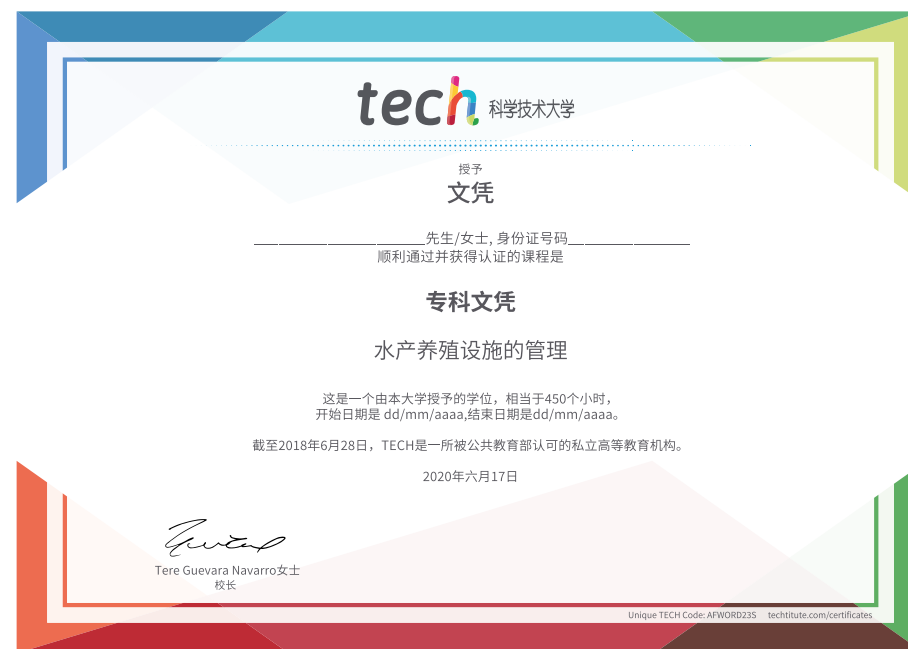 tech 科学技术大学
授予
文凭
先生/女士, 身份证号码
顺利通过并获得认证的课程是
专科文凭
水产养殖设施的管理
这是一个由本大学授予的学位，相当于450个小时，
开始日期是 dd/mm/aaaa,结束日期是dd/mm/aaaa。
截至2018年6月28日，TECH是一所被公共教育部认可的私立高等教育机构。
2020年六月17日
Tere Guevara Navarro女士
校长
Unique TECH Code: AFWORD23S techtitute.com/certificates